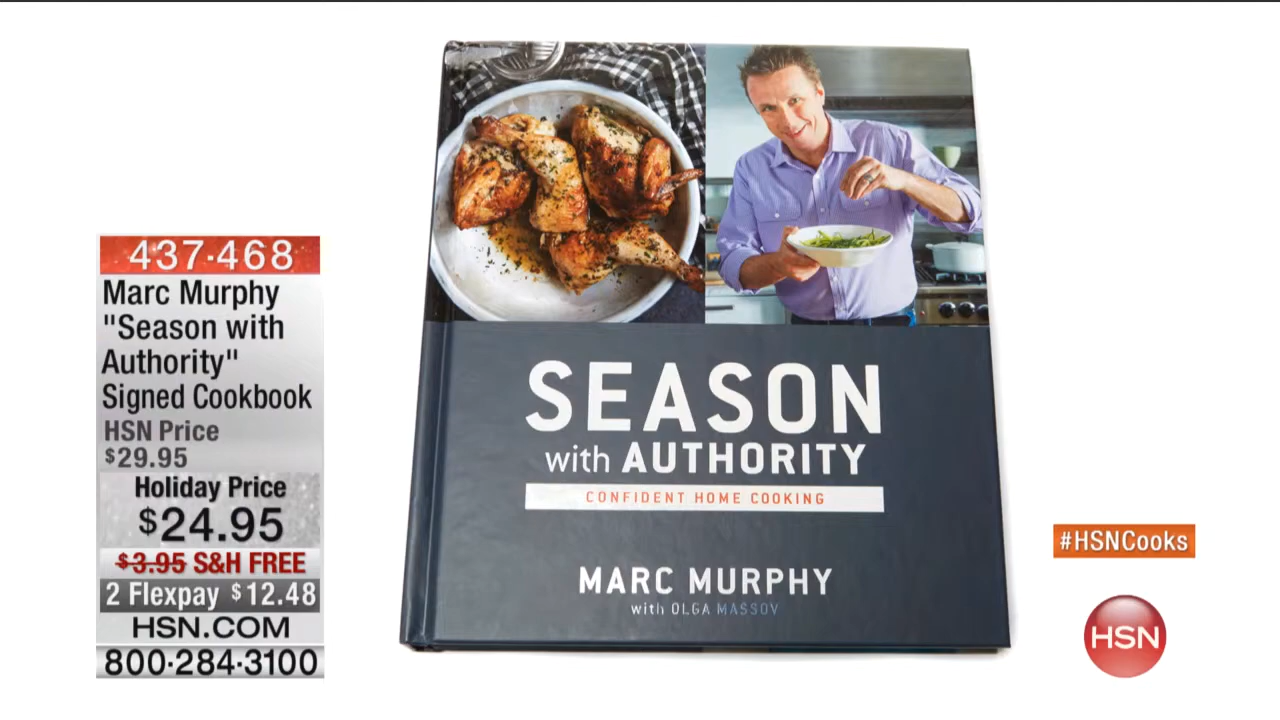 437·468
Marc Murphy
"Season with
Authority"
Signed Cookbook
HSN Price
$29.95
Holiday Price
$24.95
$3.95 S&H FREE
2 Flexpay $12.48
HSN.COM
800·284·3100
SEASON
with AUTHORITY
CONFIDENT HOME COOKING
MARC MURPHY
with OLGA MASSOV
#HSNCooks
HSN